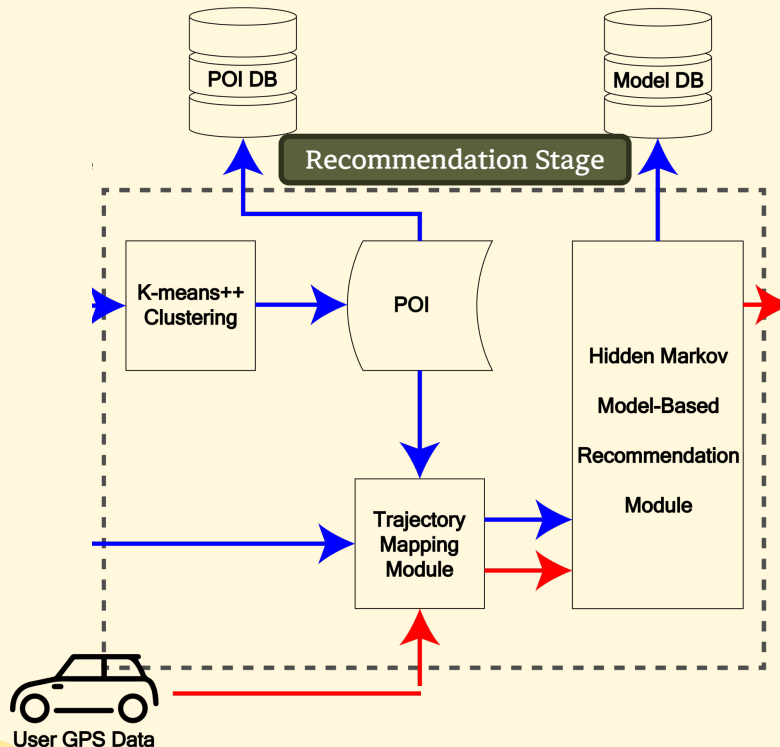 POI DB
Model DB
Recommendation Stage
K-means++
Clustering
POI
Hidden Markov
Model-Based
Recommendation
Module
Trajectory
Mapping
Module
User GPS Data